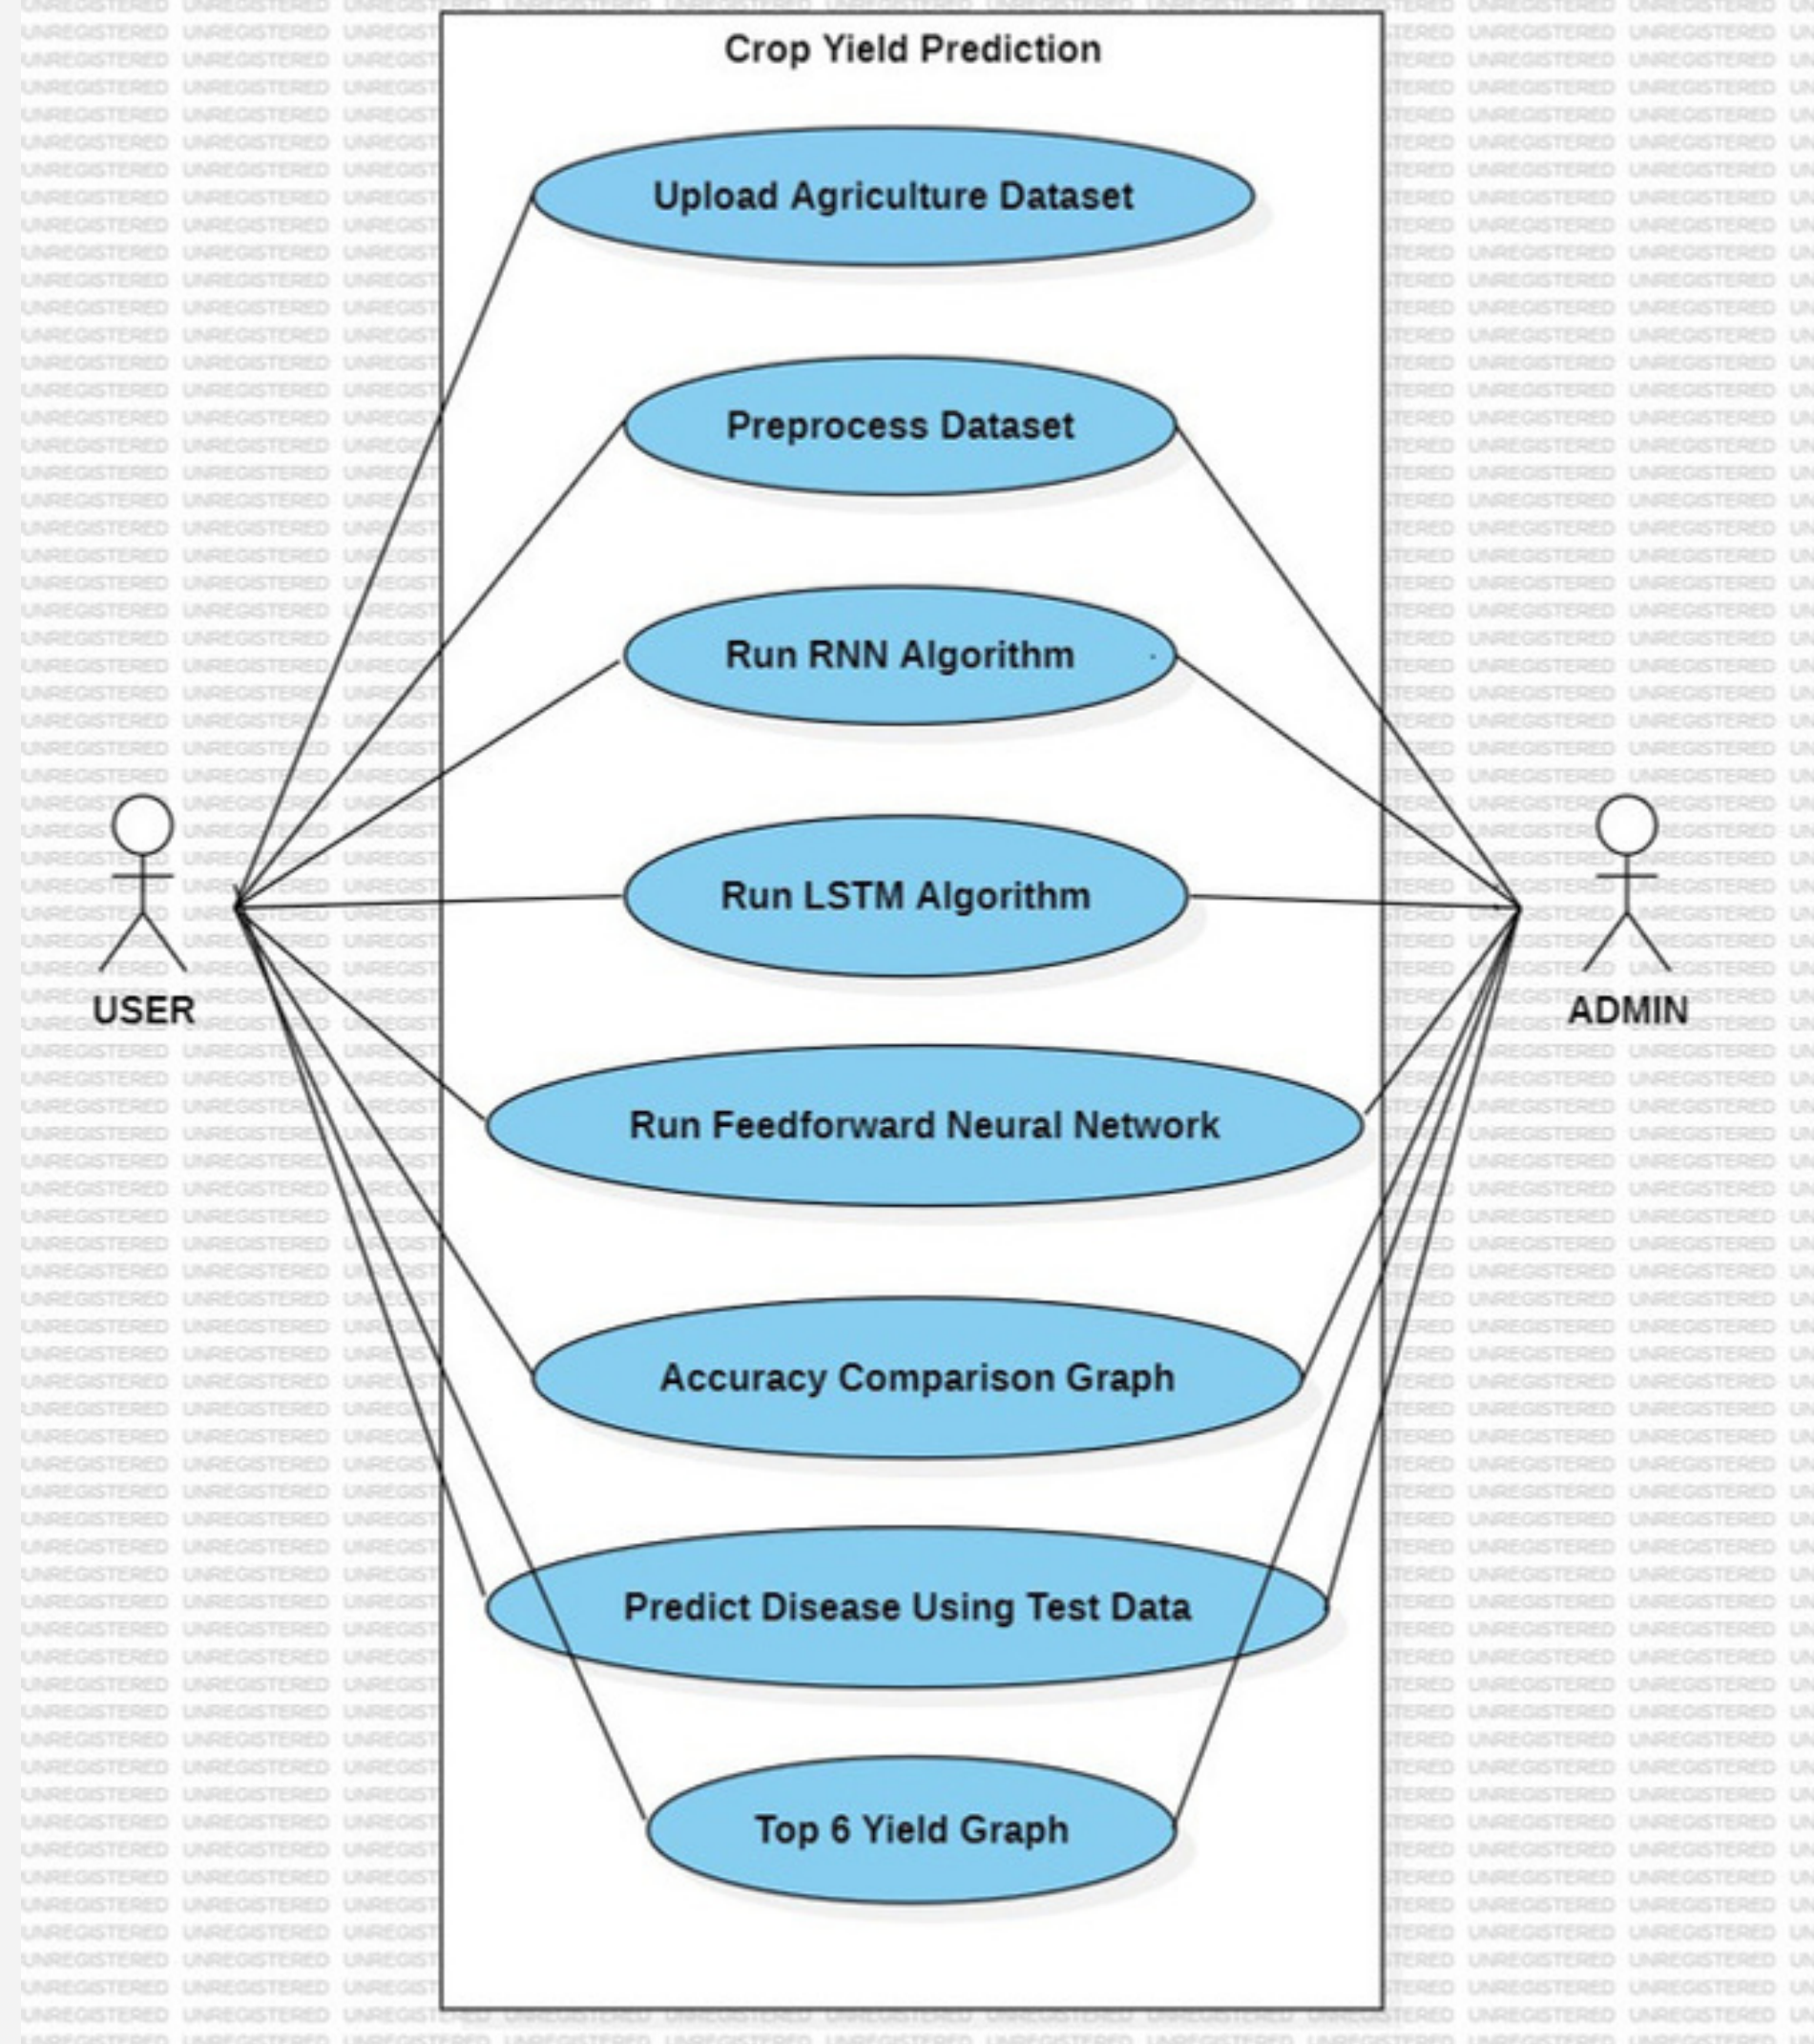 Crop Yield Prediction
Upload Agriculture Dataset
Preprocess Dataset
Run RNN Algorithm
Run LSTM Algorithm
USER
ADMIN
Run Feedforward Neural Network
Accuracy Comparison Graph
Predict Disease Using Test Data
Top 6 Yield Graph
UNREGISTERED